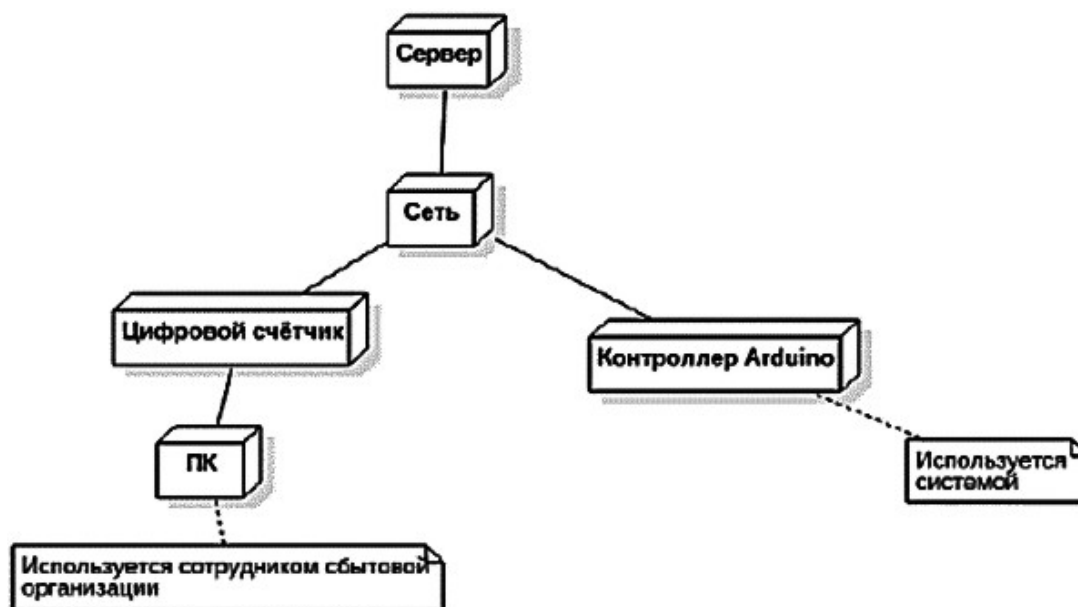 Сервер
Сеть
Цифровой счётчик
Контроллер Arduino
ПК
Используется
системой
Используется сотрудником сбытовой
организации